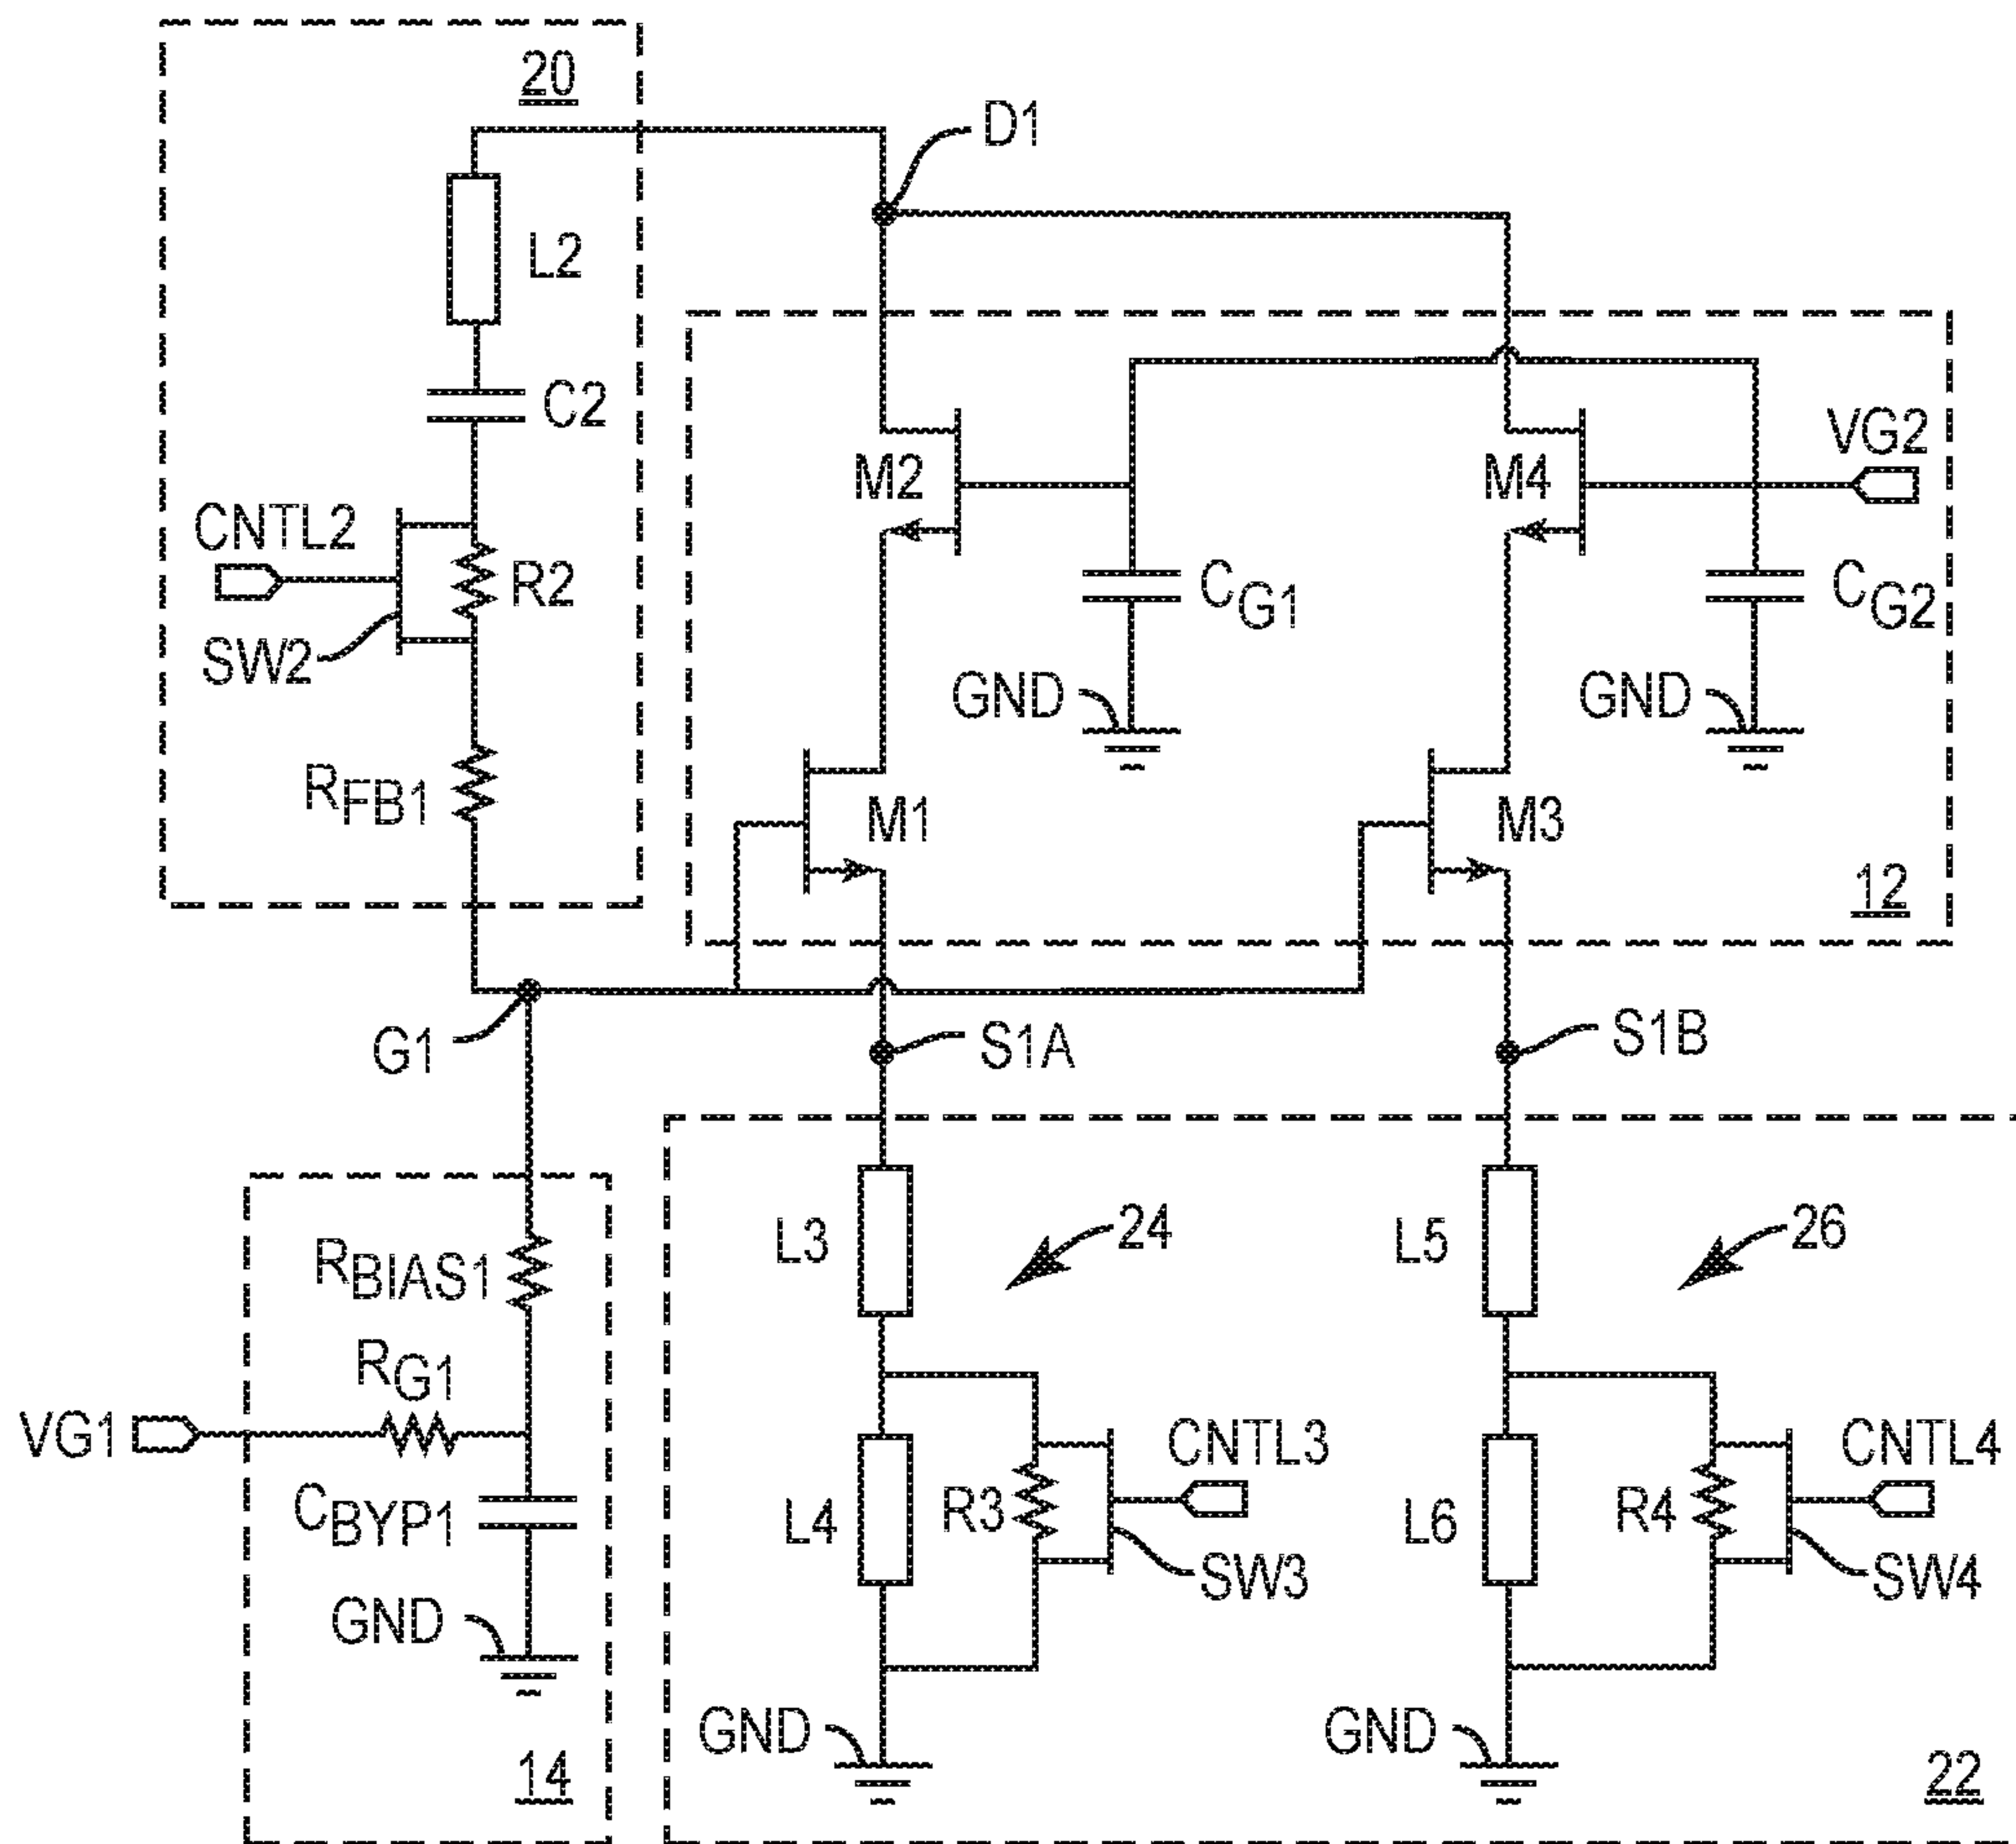 20
D1
L2
C2
VG2
M2
M4
CNTL2
R2
CG1
CG2
SW2
GND
GND
RFB1
M1
M3
12
G1
S1A
S1B
L3
24
L5
26
RBIAS1
RG1
VG1
CNTL3
CNTL4
CBYP1
L4
R3
L6
R4
SW3
SW4
GND
GND
GND
14
22